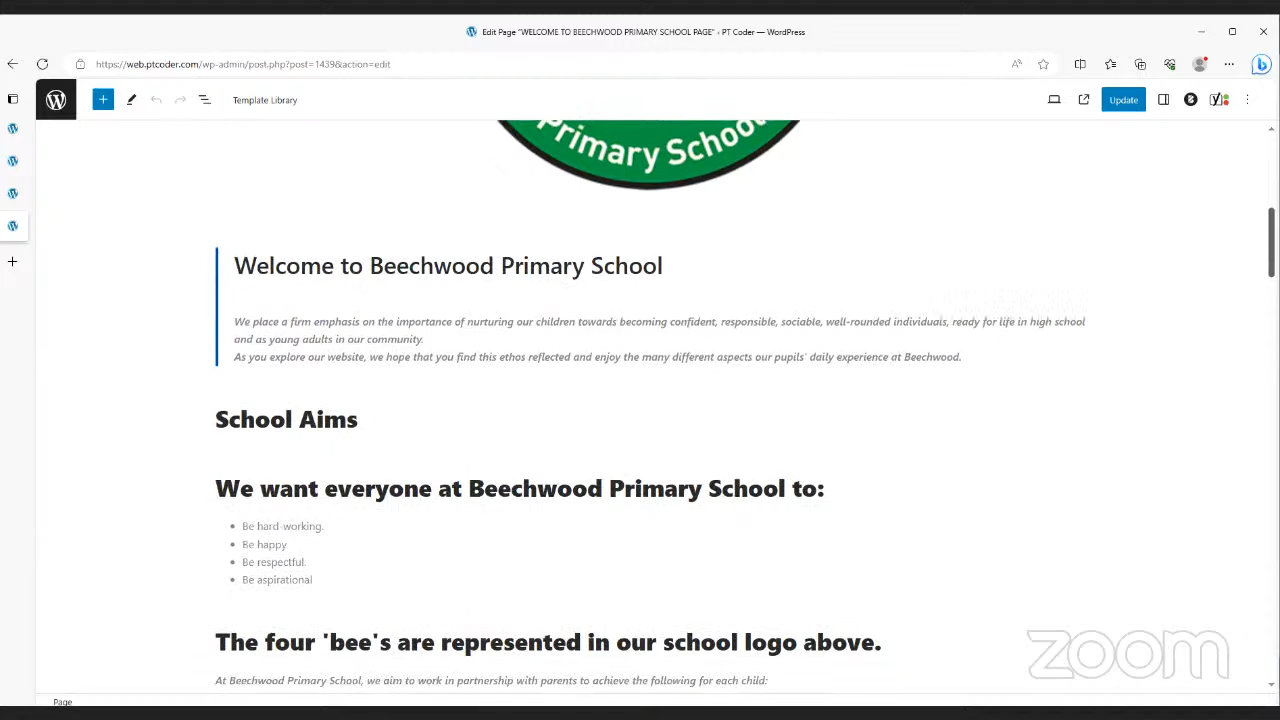 Edit Page "WELCOME TO BEECHWOOD PRIMARY SCHOOL PAGE" ‹ PT Coder — WordPress
https://web.ptcoder.com/wp-admin/post.php?post=1439&action=edit
Template Library
Update
Primary School
Welcome to Beechwood Primary School
We place a firm emphasis on the importance of nurturing our children towards becoming confident, responsible, sociable, well-rounded individuals, ready for life in high school
and as young adults in our community.
As you explore our website, we hope that you find this ethos reflected and enjoy the many different aspects our pupils' daily experience at Beechwood.
School Aims
We want everyone at Beechwood Primary School to:
• Be hard-working.
• Be happy
• Be respectful.
• Be aspirational
The four 'bee's are represented in our school logo above.
At Beechwood Primary School, we aim to work in partnership with parents to achieve the following for each child:
zoom
Page